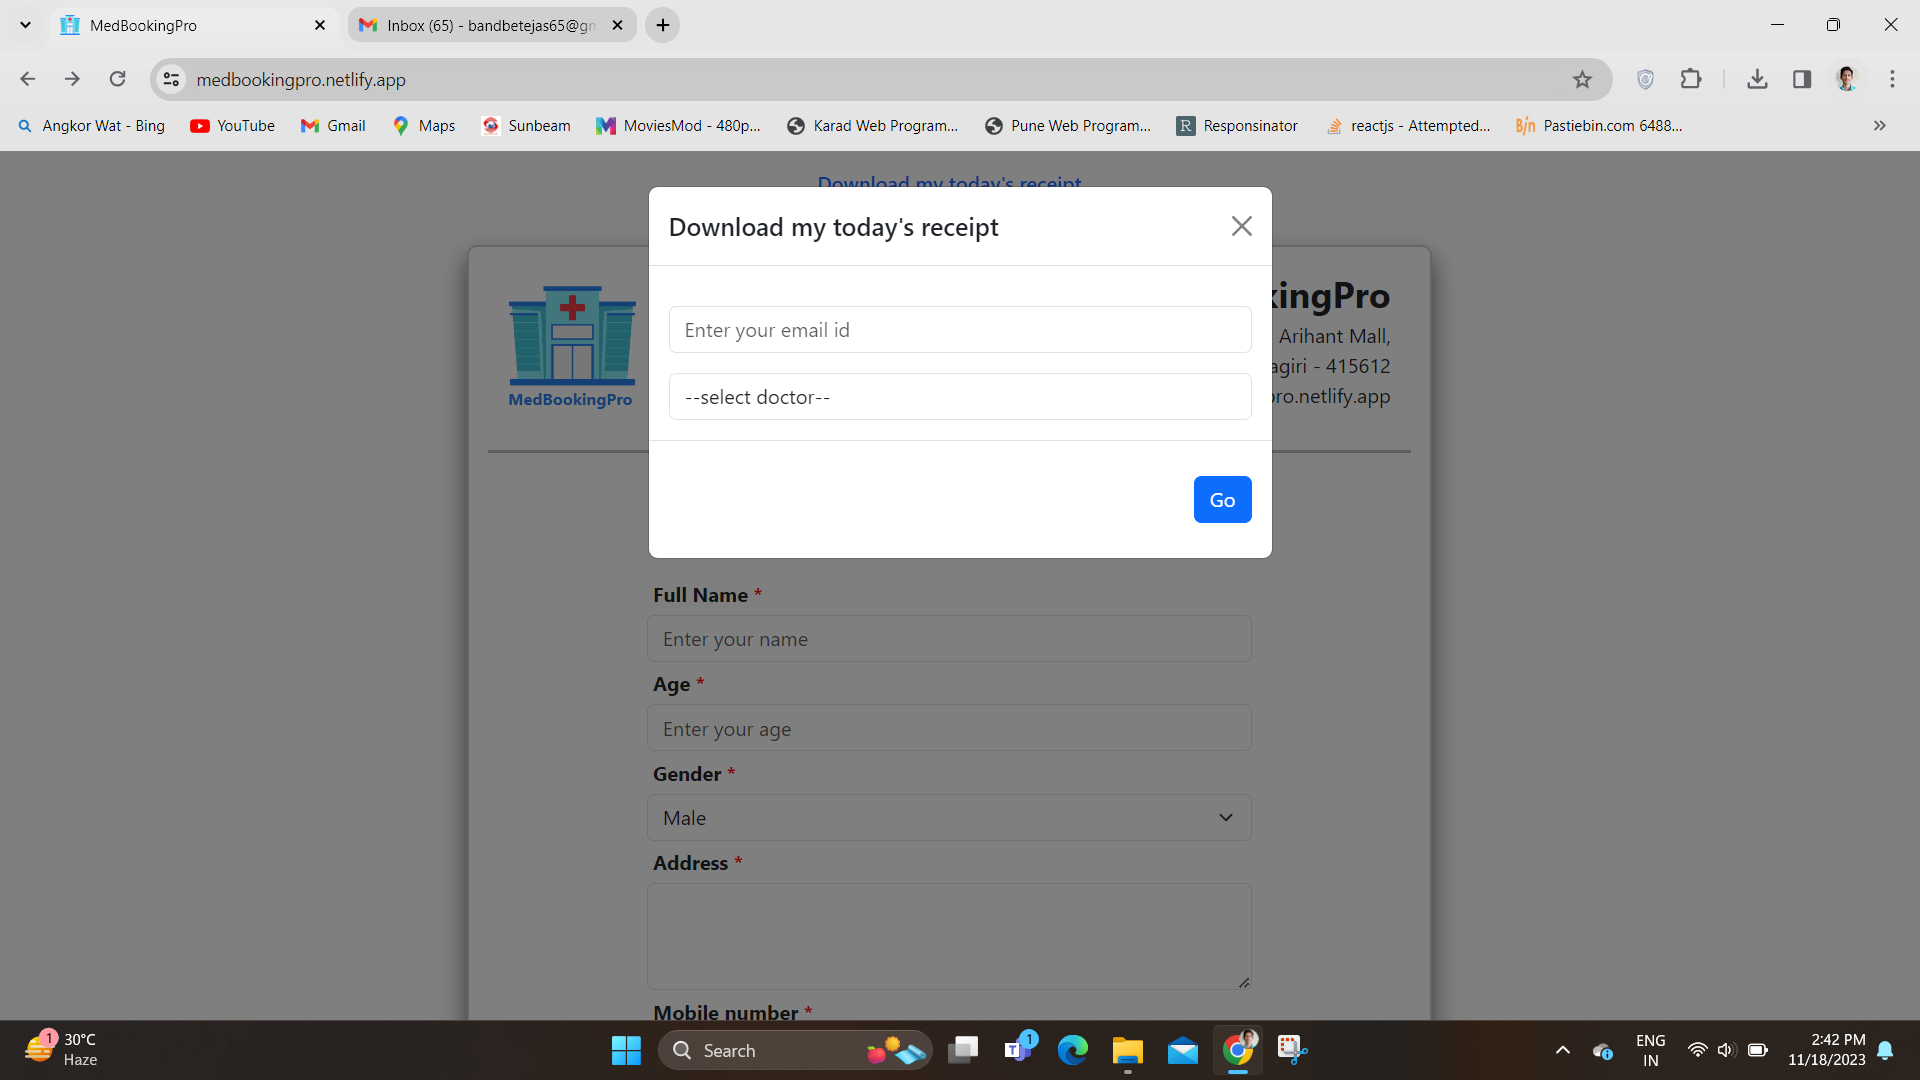 MedBookingPro
Inbox (65) - bandbetejas65@gm
medbookingpro.netlify.app
Angkor Wat - Bing
YouTube
Gmail
Maps
Sunbeam
MoviesMod - 480p...
Karad Web Program...
Pune Web Program...
R
Responsinator
reactjs - Attempted...
B/n
Pastiebin.com 6488...
Download my today's receipt
Download my today's receipt
kingPro
Arihant Mall,
agiri - 415612
MedBookingPro
pro.netlify.app
Enter your email id
--select doctor--
Go
Full Name *
Enter your name
Age *
Enter your age
Gender *
Male
Address *
Mobile number *
1
30°C
Haze
Search
T
1
ENG
IN
2:42 PM
11/18/2023